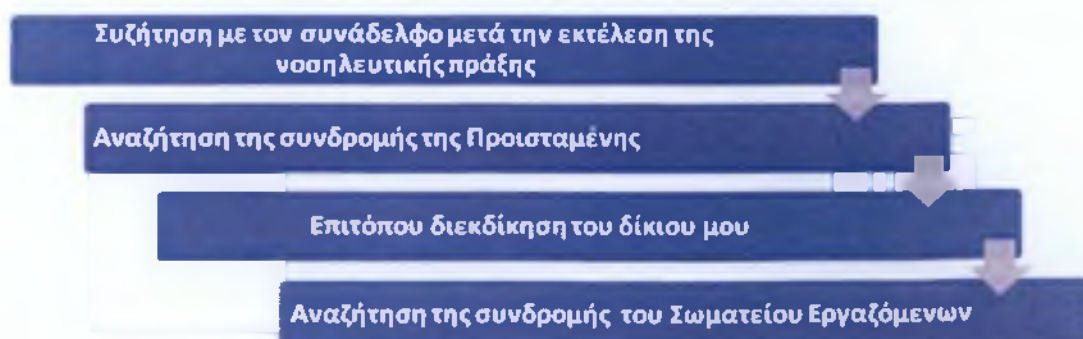 Συζήτηση με τον συνάδελφο μετά την εκτέλεση της
νοσηλευτικής πράξης
Αναζήτηση της συνδρομής της Προισταμένης
Επιτόπου διεκδίκηση του δίκιου μου
Αναζήτηση της συνδρομής του Σωματείου Εργαζόμενων